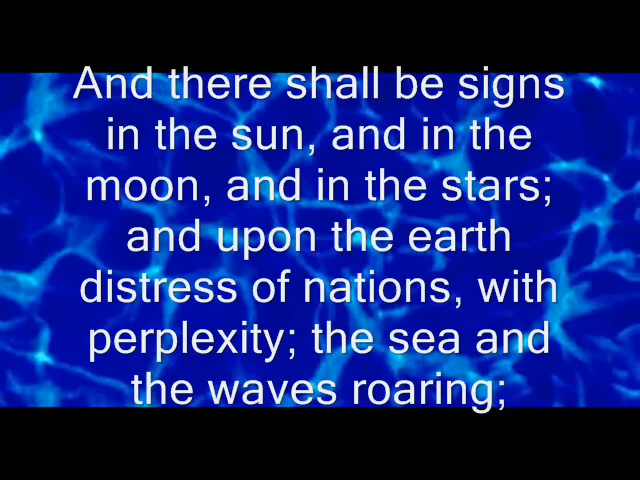 And there shall be signs
in the sun, and in the
moon, and in the stars;
and upon the earth
distress of nations, with
perplexity; the sea and
the waves roaring;